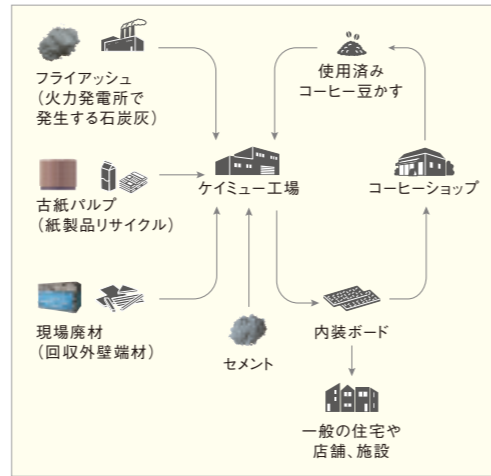 フライアッシュ
（火力発電所で
発生する石炭灰）
使用済み
コーヒー豆かす
古紙パルプ
（紙製品リサイクル）
ケイミュー工場
コーヒーショップ
現場廃材
（回収外壁端材）
セメント
内装ボード
一般の住宅や
店舗、施設